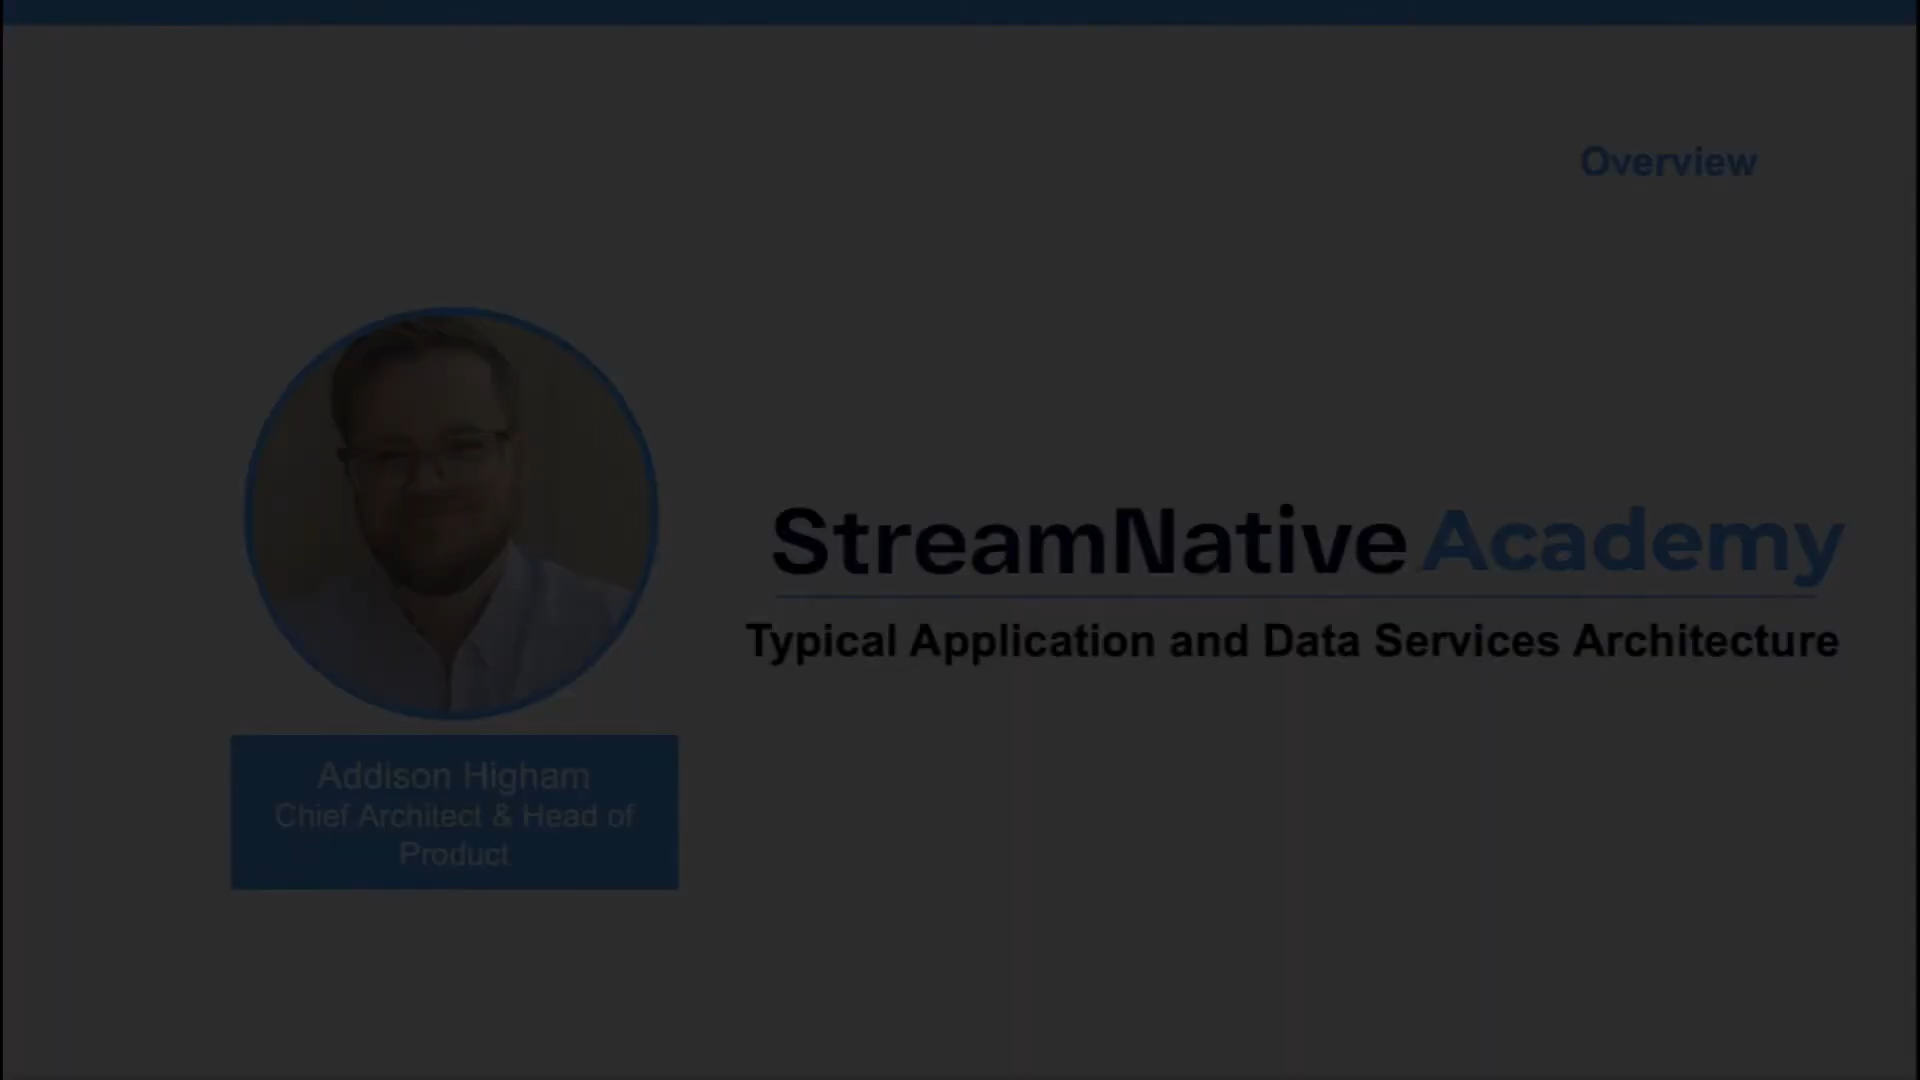 Overview
StreamNative Academy
Typical Application and Data Services Architecture
Addison Higham
Chief Architect & Head of
Product